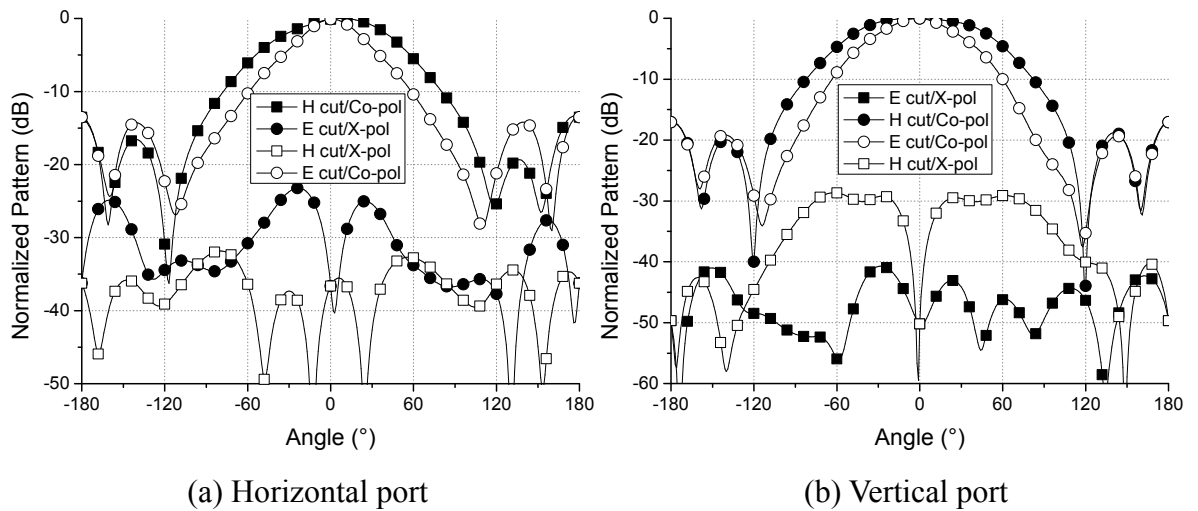 0
-10
-20
-30
-40
-50
Normalized Pattern (dB)
H cut/Co-pol
E cut/X-pol
H cut/X-pol
E cut/Co-pol
-180 -120 -60 0 60 120 180
Angle (°)
(a) Horizontal port
0
-10
-20
-30
-40
-50
-60
Normalized Pattern (dB)
E cut/X-pol
H cut/Co-pol
E cut/Co-pol
H cut/X-pol
-180 -120 -60 0 60 120 180
Angle (°)
(b) Vertical port